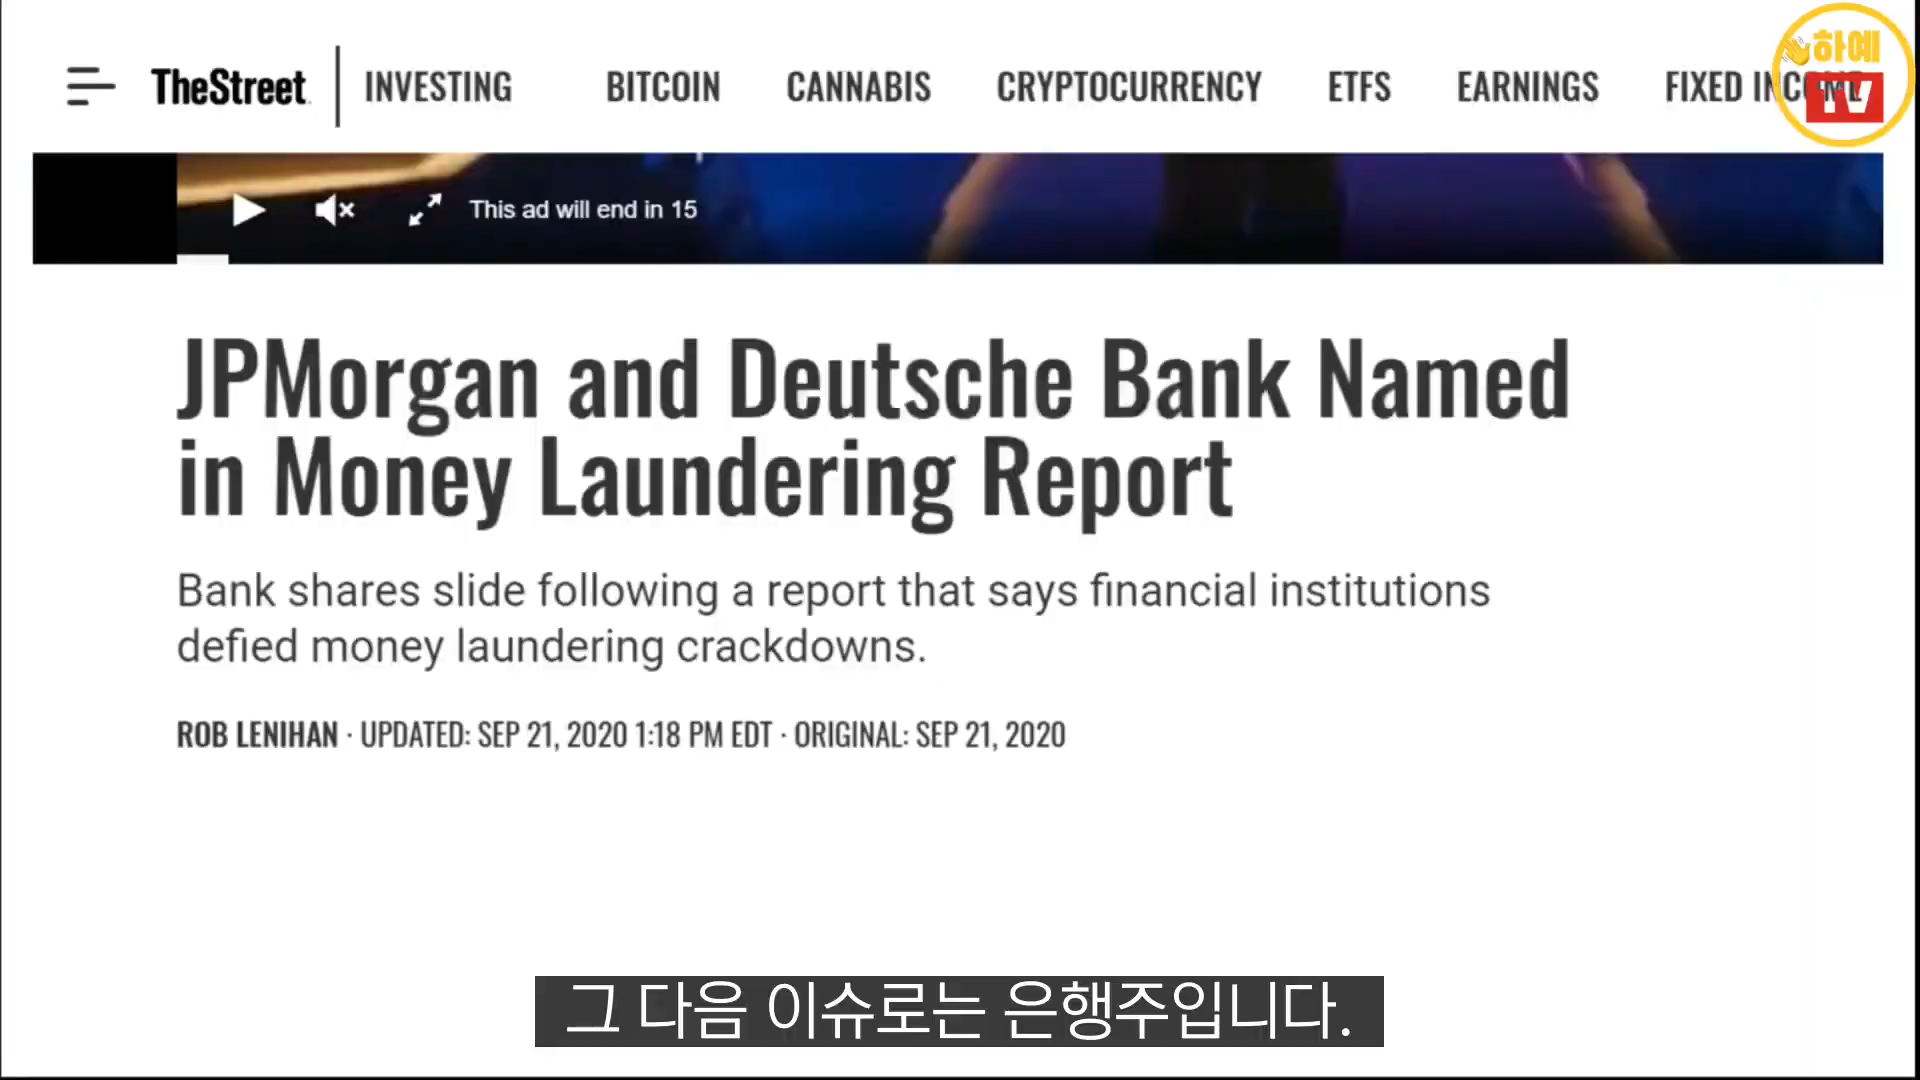 TheStreet
INVESTING BITCOIN CANNABIS CRYPTOCURRENCY ETFS EARNINGS FIXED INCOME
하예
TV
This ad will end in 15
JPMorgan and Deutsche Bank Named
in Money Laundering Report
Bank shares slide following a report that says financial institutions
defied money laundering crackdowns.
ROB LENIHAN · UPDATED: SEP 21, 2020 1:18 PM EDT · ORIGINAL: SEP 21, 2020
그 다음 이슈로는 은행주입니다.